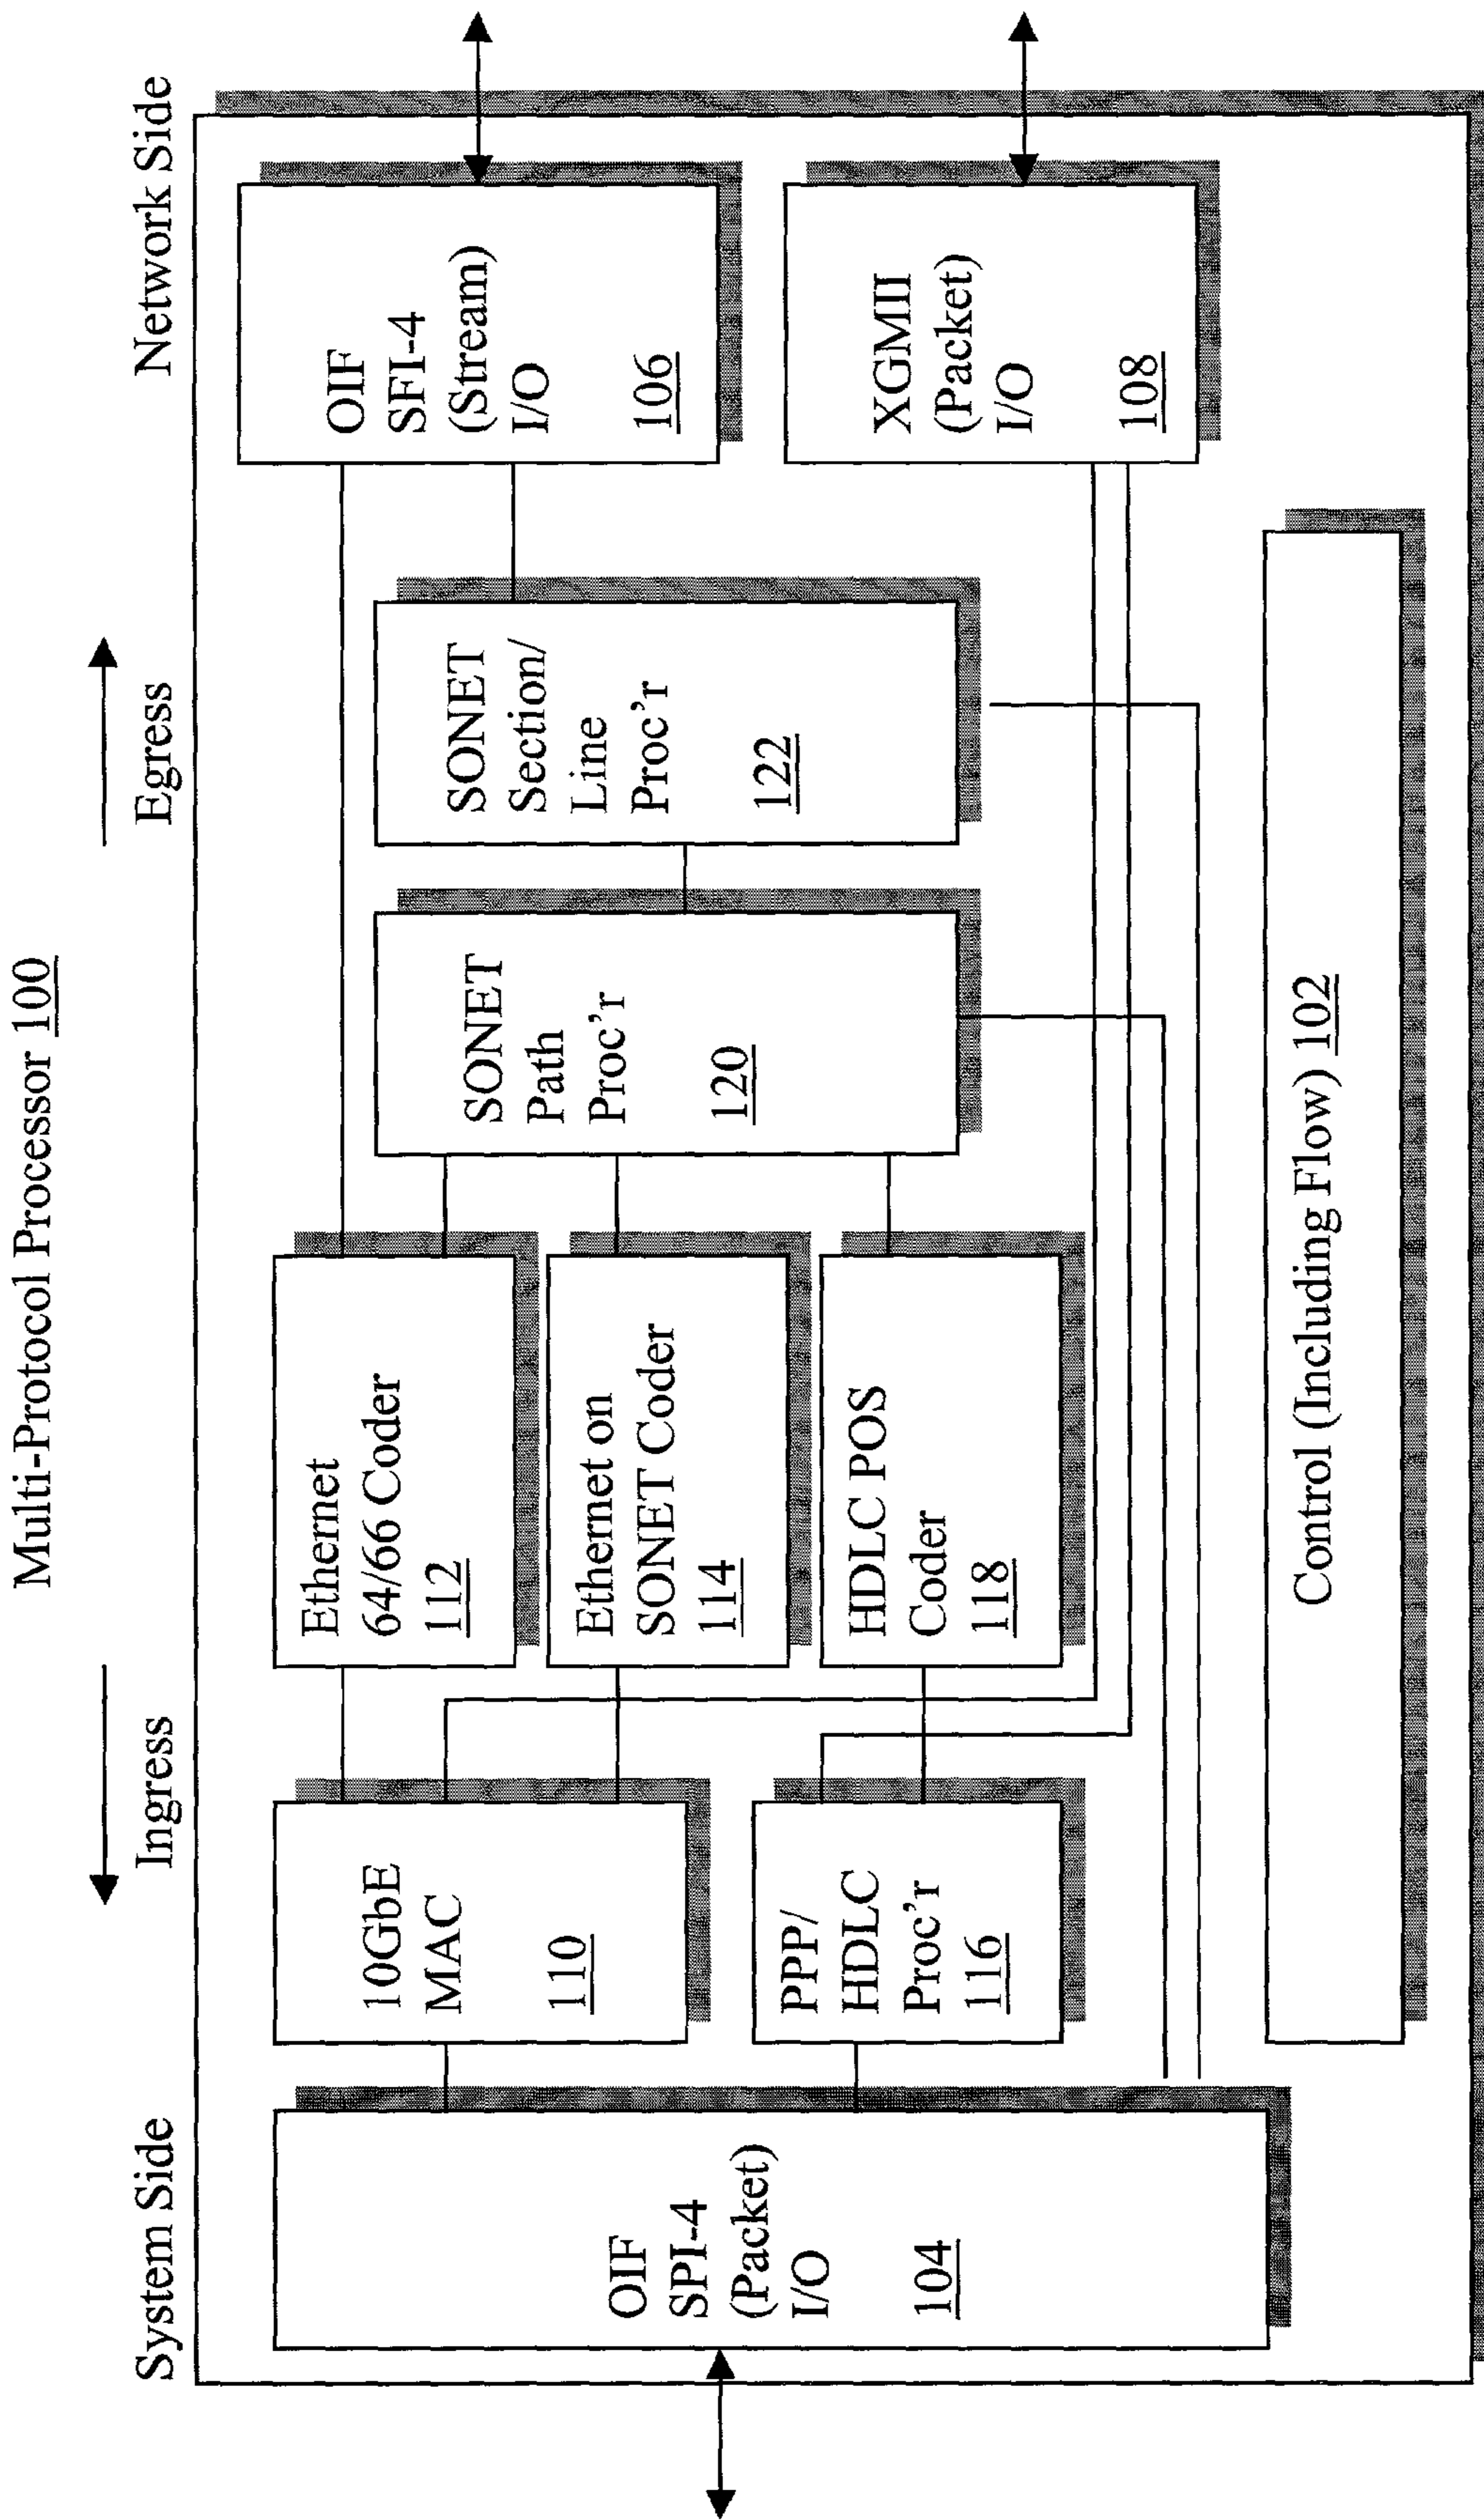 Multi-Protocol Processor 100
System Side
Ingress
Egress
Network Side
OIF
SPI-4
(Packet)
I/O
104
10GbE
MAC
110
PPP/
HDLC
Proc'r
116
Ethernet
64/66 Coder
112
Ethernet on
SONET Coder
114
HDLC POS
Coder
118
SONET
Path
Proc'r
120
SONET
Section/
Line
Proc'r
122
OIF
SFI-4
(Stream)
I/O
106
XGMII
(Packet)
I/O
108
Control (Including Flow) 102